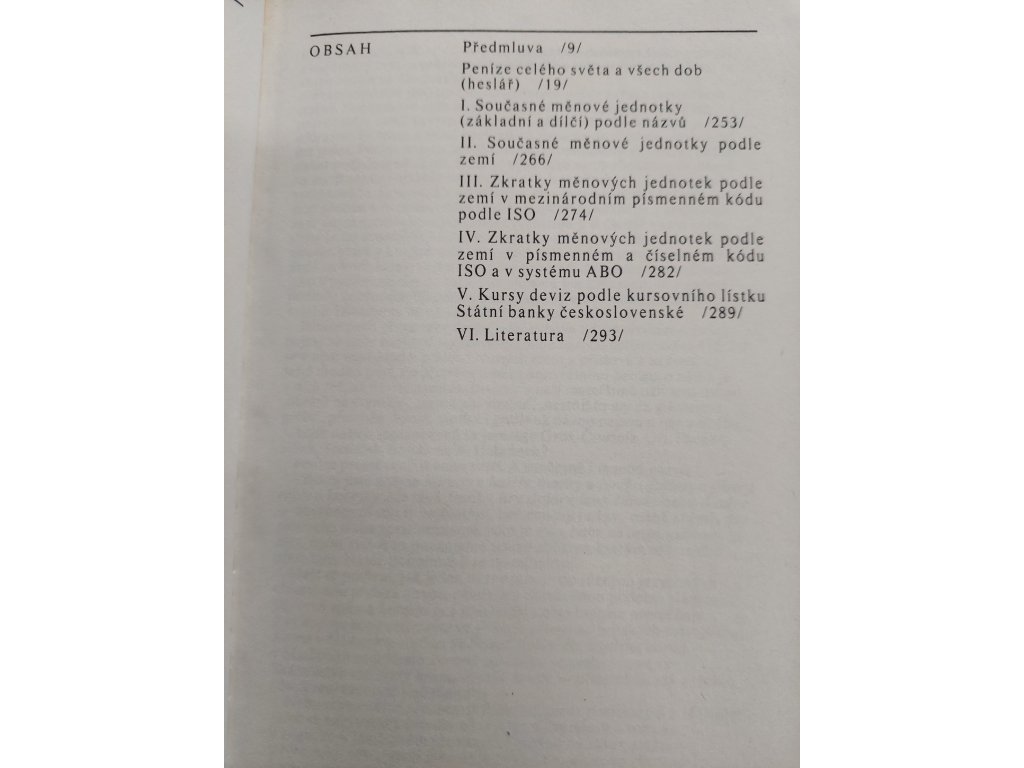 OBSAH
Předmluva /9/
Peníze celého světa a všech dob
(heslář) /19/
I. Současné měnové jednotky
(základní a dílčí) podle názvů /253/
II. Současné měnové jednotky podle
zemí /266/
III. Zkratky měnových jednotek podle
zemí v mezinárodním písmenném kódu
podle ISO /274/
IV. Zkratky měnových jednotek podle
zemí v písmenném a číselném kódu
ISO a v systému ABO /282/
V. Kursy deviz podle kursovního lístku
Státní banky československé /289/
VI. Literatura /293/